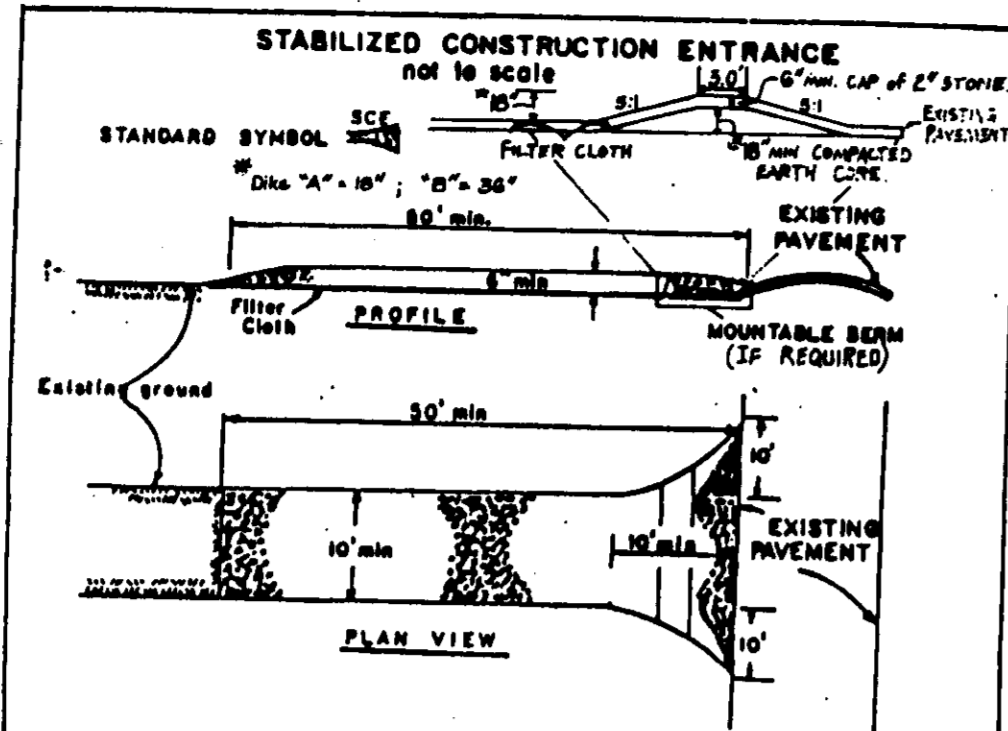 STABILIZED CONSTRUCTION ENTRANCE
not to scale
*18"
3.0'
6" MIN. CAP of 2" STONE
5:1
5:1
STANDARD SYMBOL
SCE
FILTER CLOTH
EXISTING
PAVEMENT
*18" MIN COMPACTED
EARTH CORE
* Dike "A" = 18" ; "B" = 36"
min.
EXISTING
PAVEMENT
6" min
Filter
Cloth
PROFILE
MOUNTABLE BERM
(IF REQUIRED)
Existing ground
50' min
10'
10' min
10' min
EXISTING
PAVEMENT
10'
PLAN VIEW